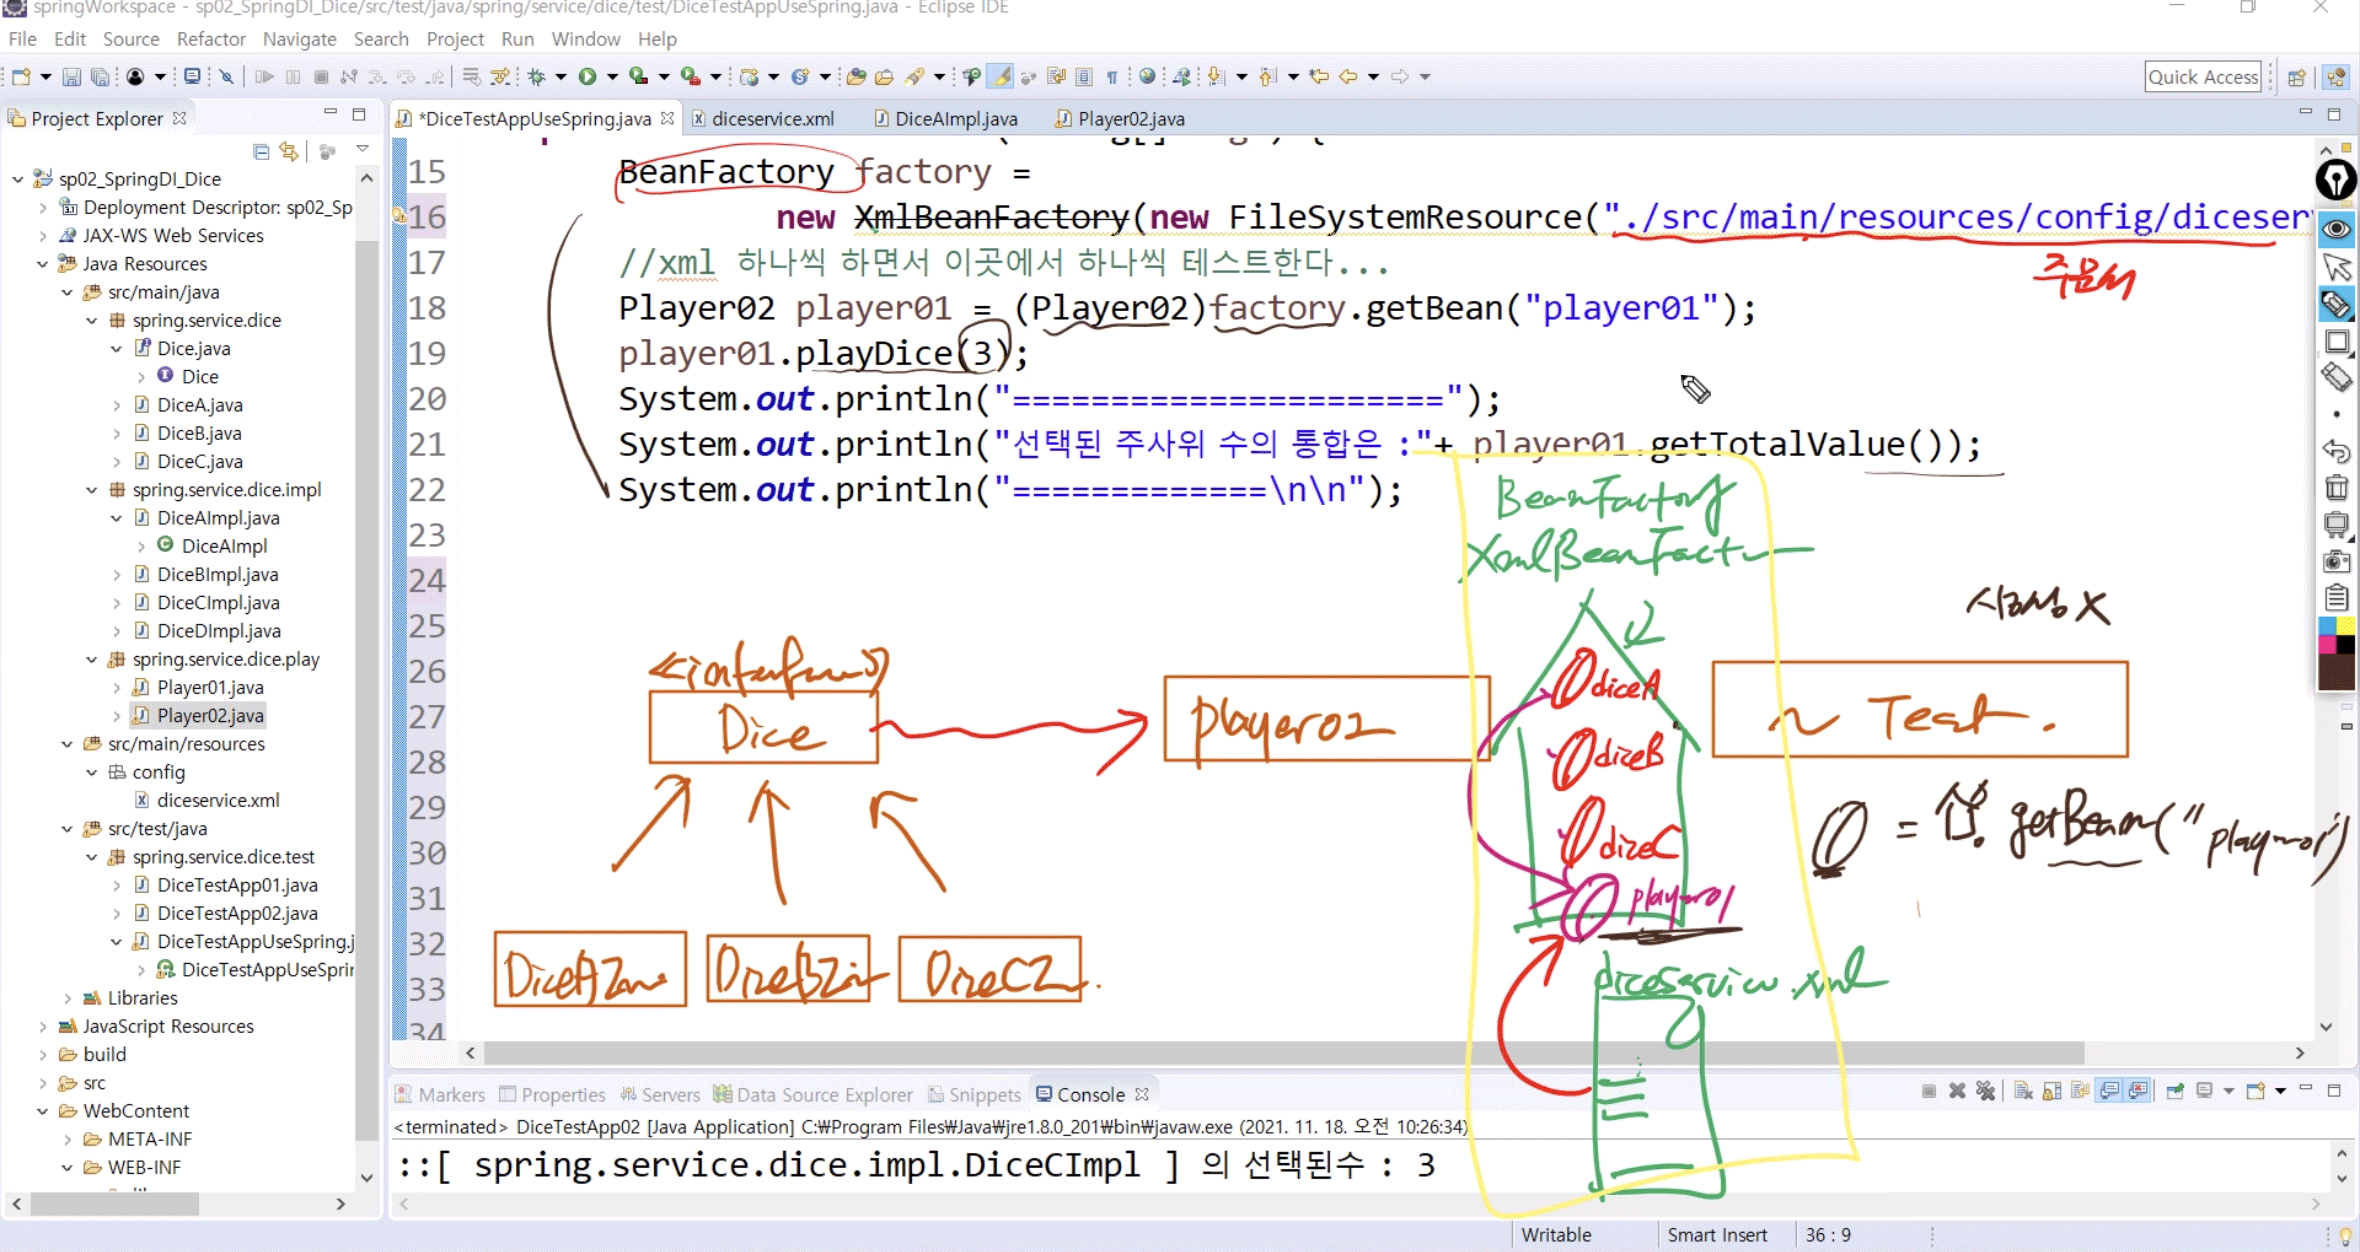 springWorkspace - sp02_SpringDI_Dice/src/test/java/spring/service/dice/test/DiceTestAppUseSpring.java - Eclipse IDE
File Edit Source Refactor Navigate Search Project Run Window Help
Quick Access
Project Explorer
sp02_SpringDI_Dice
Deployment Descriptor: sp02_Sp
JAX-WS Web Services
Java Resources
src/main/java
spring.service.dice
Dice.java
Dice
DiceA.java
DiceB.java
DiceC.java
spring.service.dice.impl
DiceAImpl.java
DiceAImpl
DiceBImpl.java
DiceCImpl.java
DiceDImpl.java
spring.service.dice.play
Player01.java
Player02.java
src/main/resources
config
diceservice.xml
src/test/java
spring.service.dice.test
DiceTestApp01.java
DiceTestApp02.java
DiceTestAppUseSpring.j
DiceTestAppUseSprir
Libraries
JavaScript Resources
build
src
WebContent
META-INF
WEB-INF
*DiceTestAppUseSpring.java diceservice.xml DiceAImpl.java Player02.java
15 BeanFactory factory =
16 new XmlBeanFactory(new FileSystemResource("./src/main/resources/config/diceser
17 //xml 하나씩 하면서 이곳에서 하나씩 테스트한다...
주문서
18 Player02 player01 = (Player02)factory.getBean("player01");
19 player01.playDice(3);
20 System.out.println("======================");
21 System.out.println("선택된 주사위 수의 통합은 :"+ player01.getTotalValue());
22 System.out.println("=============\n\n");
23
24
25
26
27
28
29
30
31
32
33
34
BeanFactory
XmlBeanFact
X
Dice
player02
~ Test.
diceA
diceB
diceC
player01
= getBean("player01")
diceservice.xml
Markers Properties Servers Data Source Explorer Snippets Console
<terminated> DiceTestApp02 [Java Application] C:₩Program Files₩Java₩jre1.8.0_201₩bin₩javaw.exe (2021. 11. 18. 오전 10:26:34)
::[ spring.service.dice.impl.DiceCImpl ] 의 선택된수 : 3
Writable Smart Insert 36 : 9